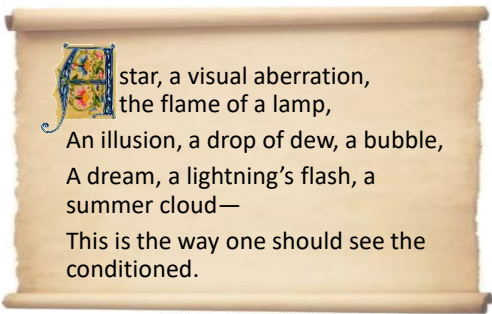 A star, a visual aberration,
the flame of a lamp,
An illusion, a drop of dew, a bubble,
A dream, a lightning’s flash, a
summer cloud—
This is the way one should see the
conditioned.